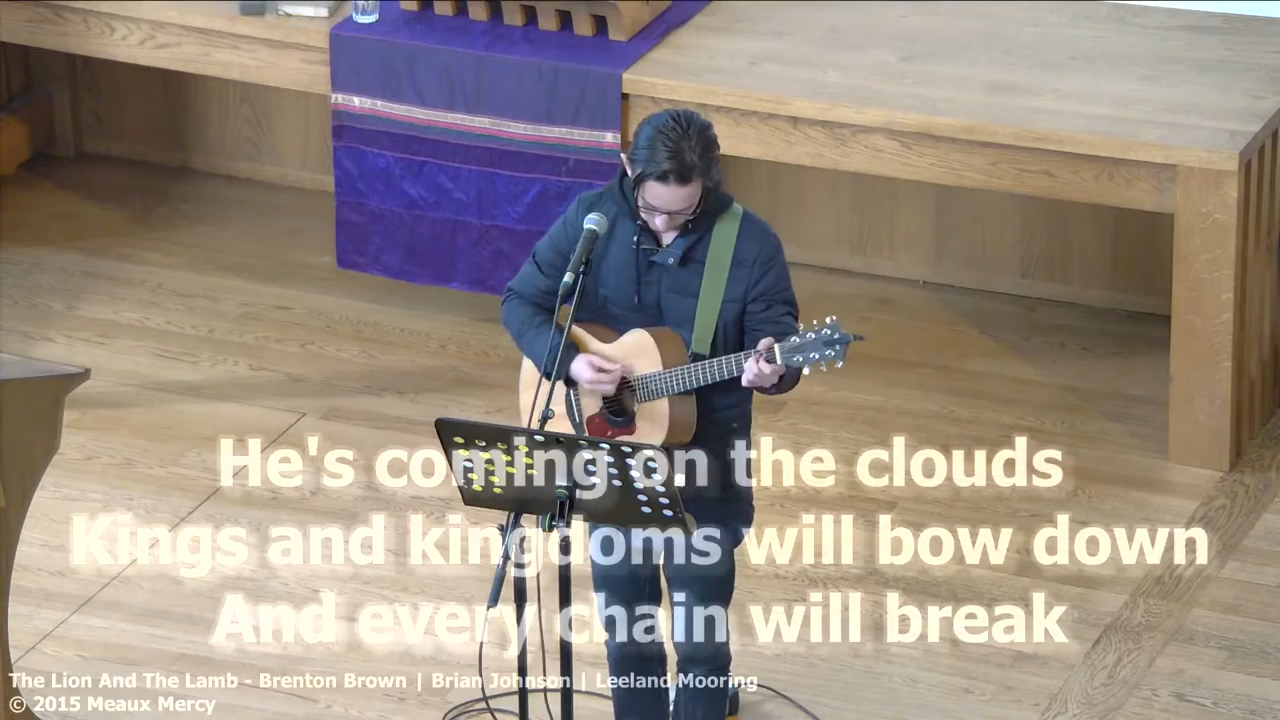 He's coming on the clouds
Kings and kingdoms will bow down
And every chain will break
The Lion And The Lamb - Brenton Brown | Brian Johnson | Leeland Mooring
© 2015 Meaux Mercy